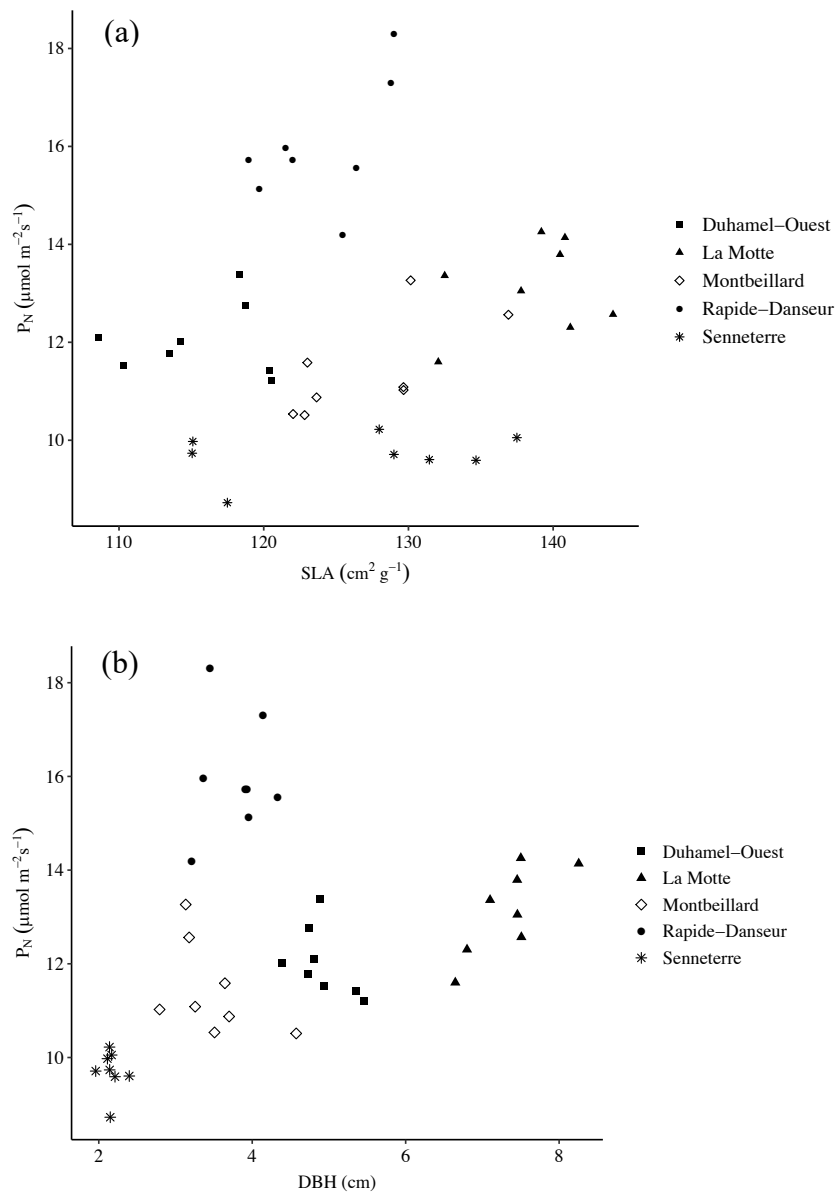 (a)
18
16
14
12
10
P_N (μmol m⁻²s⁻¹)
110 120 130 140
SLA (cm² g⁻¹)
Duhamel−Ouest
La Motte
Montbeillard
Rapide−Danseur
Senneterre
(b)
18
16
14
12
10
P_N (μmol m⁻²s⁻¹)
2 4 6 8
DBH (cm)
Duhamel−Ouest
La Motte
Montbeillard
Rapide−Danseur
Senneterre